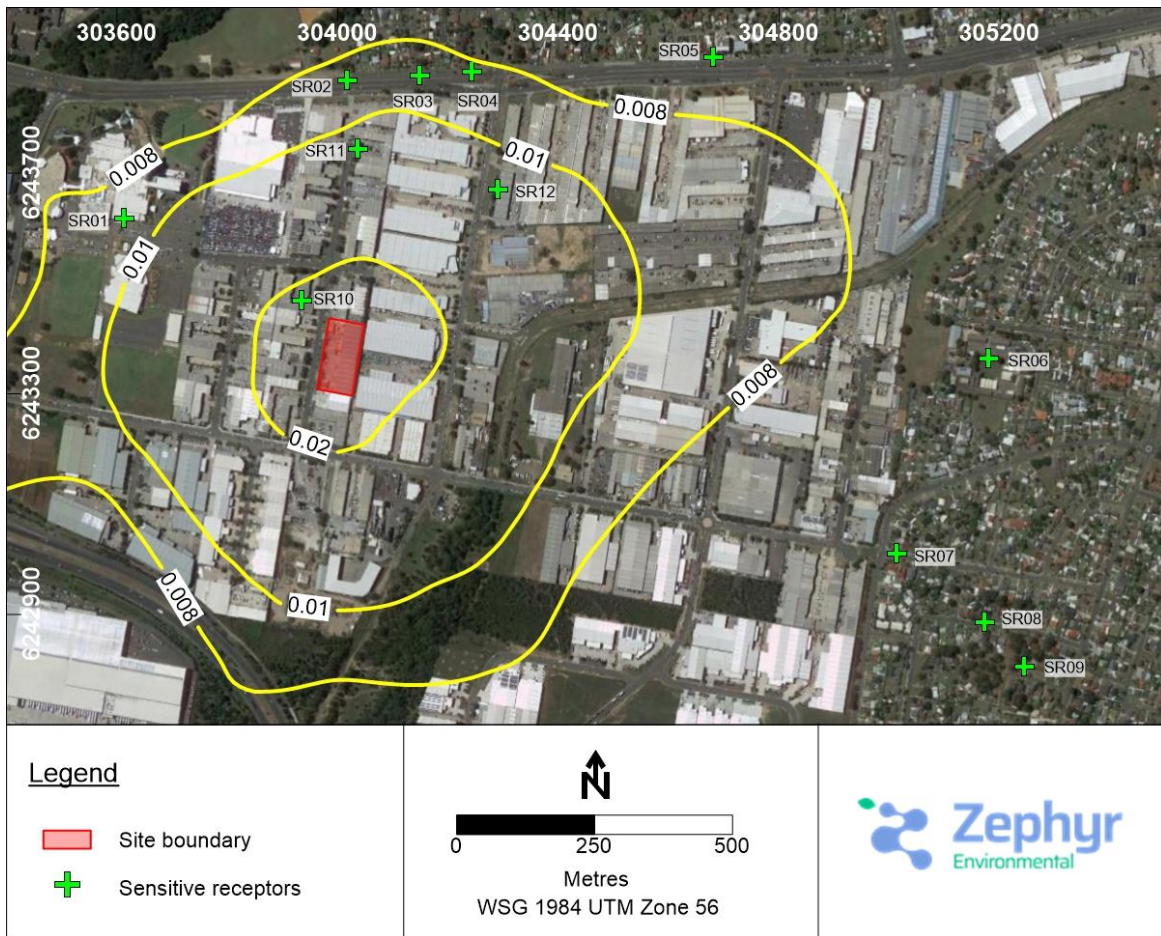 303600 304000 304400 304800 305200
SR05
SR02
SR03
SR04
0.008
0.008
6243700
SR11
0.01
SR12
SR01
0.01
SR10
SR06
6243300
0.008
0.02
SR07
6242900
0.008
0.01
SR08
SR09
Legend
Site boundary
Sensitive receptors
N
0 250 500
Metres
WSG 1984 UTM Zone 56
Zephyr
Environmental